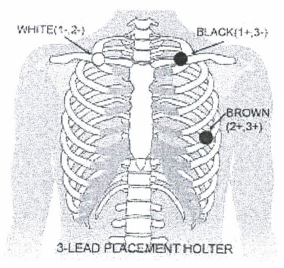 WHITE(1-,2-)
BLACK(1+,3-)
BROWN
(2+,3+)
3-LEAD PLACEMENT HOLTER